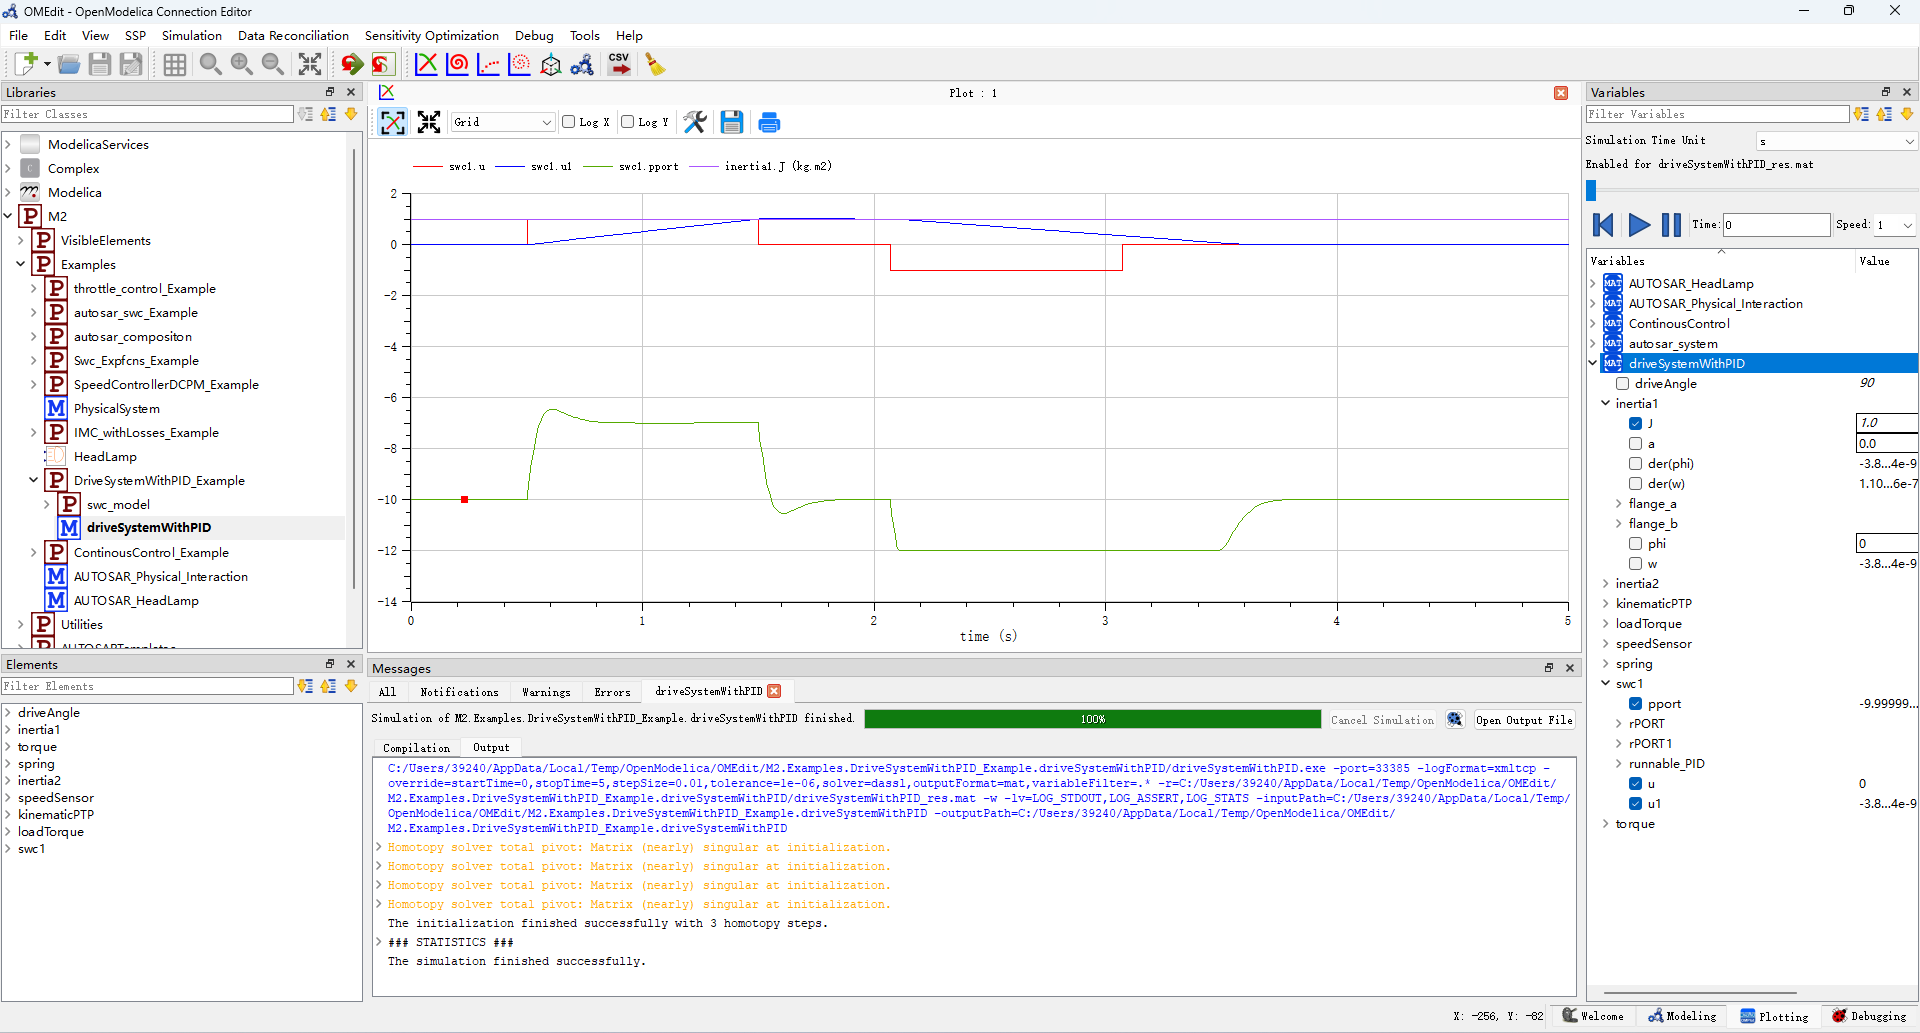 OMEdit - OpenModelica Connection Editor
File Edit View SSP Simulation Data Reconciliation Sensitivity Optimization Debug Tools Help
CSV
Libraries
Filter Classes
ModelicaServices
Complex
Modelica
M2
VisibleElements
Examples
throttle_control_Example
autosar_swc_Example
autosar_compositon
Swc_Expfcns_Example
SpeedControllerDCPM_Example
PhysicalSystem
IMC_withLosses_Example
HeadLamp
DriveSystemWithPID_Example
swc_model
driveSystemWithPID
ContinousControl_Example
AUTOSAR_Physical_Interaction
AUTOSAR_HeadLamp
Utilities
AUTOSARTemplates
Elements
Filter Elements
driveAngle
inertia1
torque
spring
inertia2
speedSensor
kinematicPTP
loadTorque
swc1
Plot : 1
Grid Log X Log Y
swc1.u swc1.u1 swc1.pport inertia1.J (kg.m2)
2
0
-2
-4
-6
-8
-10
-12
-14
0 1 2 3 4 5
time (s)
Messages
All Notifications Warnings Errors driveSystemWithPID
Simulation of M2.Examples.DriveSystemWithPID_Example.driveSystemWithPID finished. 100% Cancel Simulation Open Output File
Compilation Output
C:/Users/39240/AppData/Local/Temp/OpenModelica/OMEdit/M2.Examples.DriveSystemWithPID_Example.driveSystemWithPID/driveSystemWithPID.exe -port=33385 -logFormat=xmltcp -
override=startTime=0,stopTime=5,stepSize=0.01,tolerance=1e-06,solver=dassl,outputFormat=mat,variableFilter=.* -r=C:/Users/39240/AppData/Local/Temp/OpenModelica/OMEdit/
M2.Examples.DriveSystemWithPID_Example.driveSystemWithPID/driveSystemWithPID_res.mat -w -lv=LOG_STDOUT,LOG_ASSERT,LOG_STATS -inputPath=C:/Users/39240/AppData/Local/Temp/
OpenModelica/OMEdit/M2.Examples.DriveSystemWithPID_Example.driveSystemWithPID -outputPath=C:/Users/39240/AppData/Local/Temp/OpenModelica/OMEdit/
M2.Examples.DriveSystemWithPID_Example.driveSystemWithPID
Homotopy solver total pivot: Matrix (nearly) singular at initialization.
Homotopy solver total pivot: Matrix (nearly) singular at initialization.
Homotopy solver total pivot: Matrix (nearly) singular at initialization.
Homotopy solver total pivot: Matrix (nearly) singular at initialization.
The initialization finished successfully with 3 homotopy steps.
### STATISTICS ###
The simulation finished successfully.
Variables
Filter Variables
Simulation Time Unit s
Enabled for driveSystemWithPID_res.mat
Time: 0 Speed: 1
Variables Value
MAT AUTOSAR_HeadLamp
MAT AUTOSAR_Physical_Interaction
MAT ContinousControl
MAT autosar_system
MAT driveSystemWithPID
driveAngle 90
inertia1
J 1.0
a 0.0
der(phi) -3.8...4e-9
der(w) 1.10...6e-7
flange_a
flange_b
phi 0
w -3.8...4e-9
inertia2
kinematicPTP
loadTorque
speedSensor
spring
swc1
pport -9.99999...
rPORT
rPORT1
runnable_PID
u 0
u1 -3.8...4e-9
torque
X: -256, Y: -82 Welcome Modeling Plotting Debugging